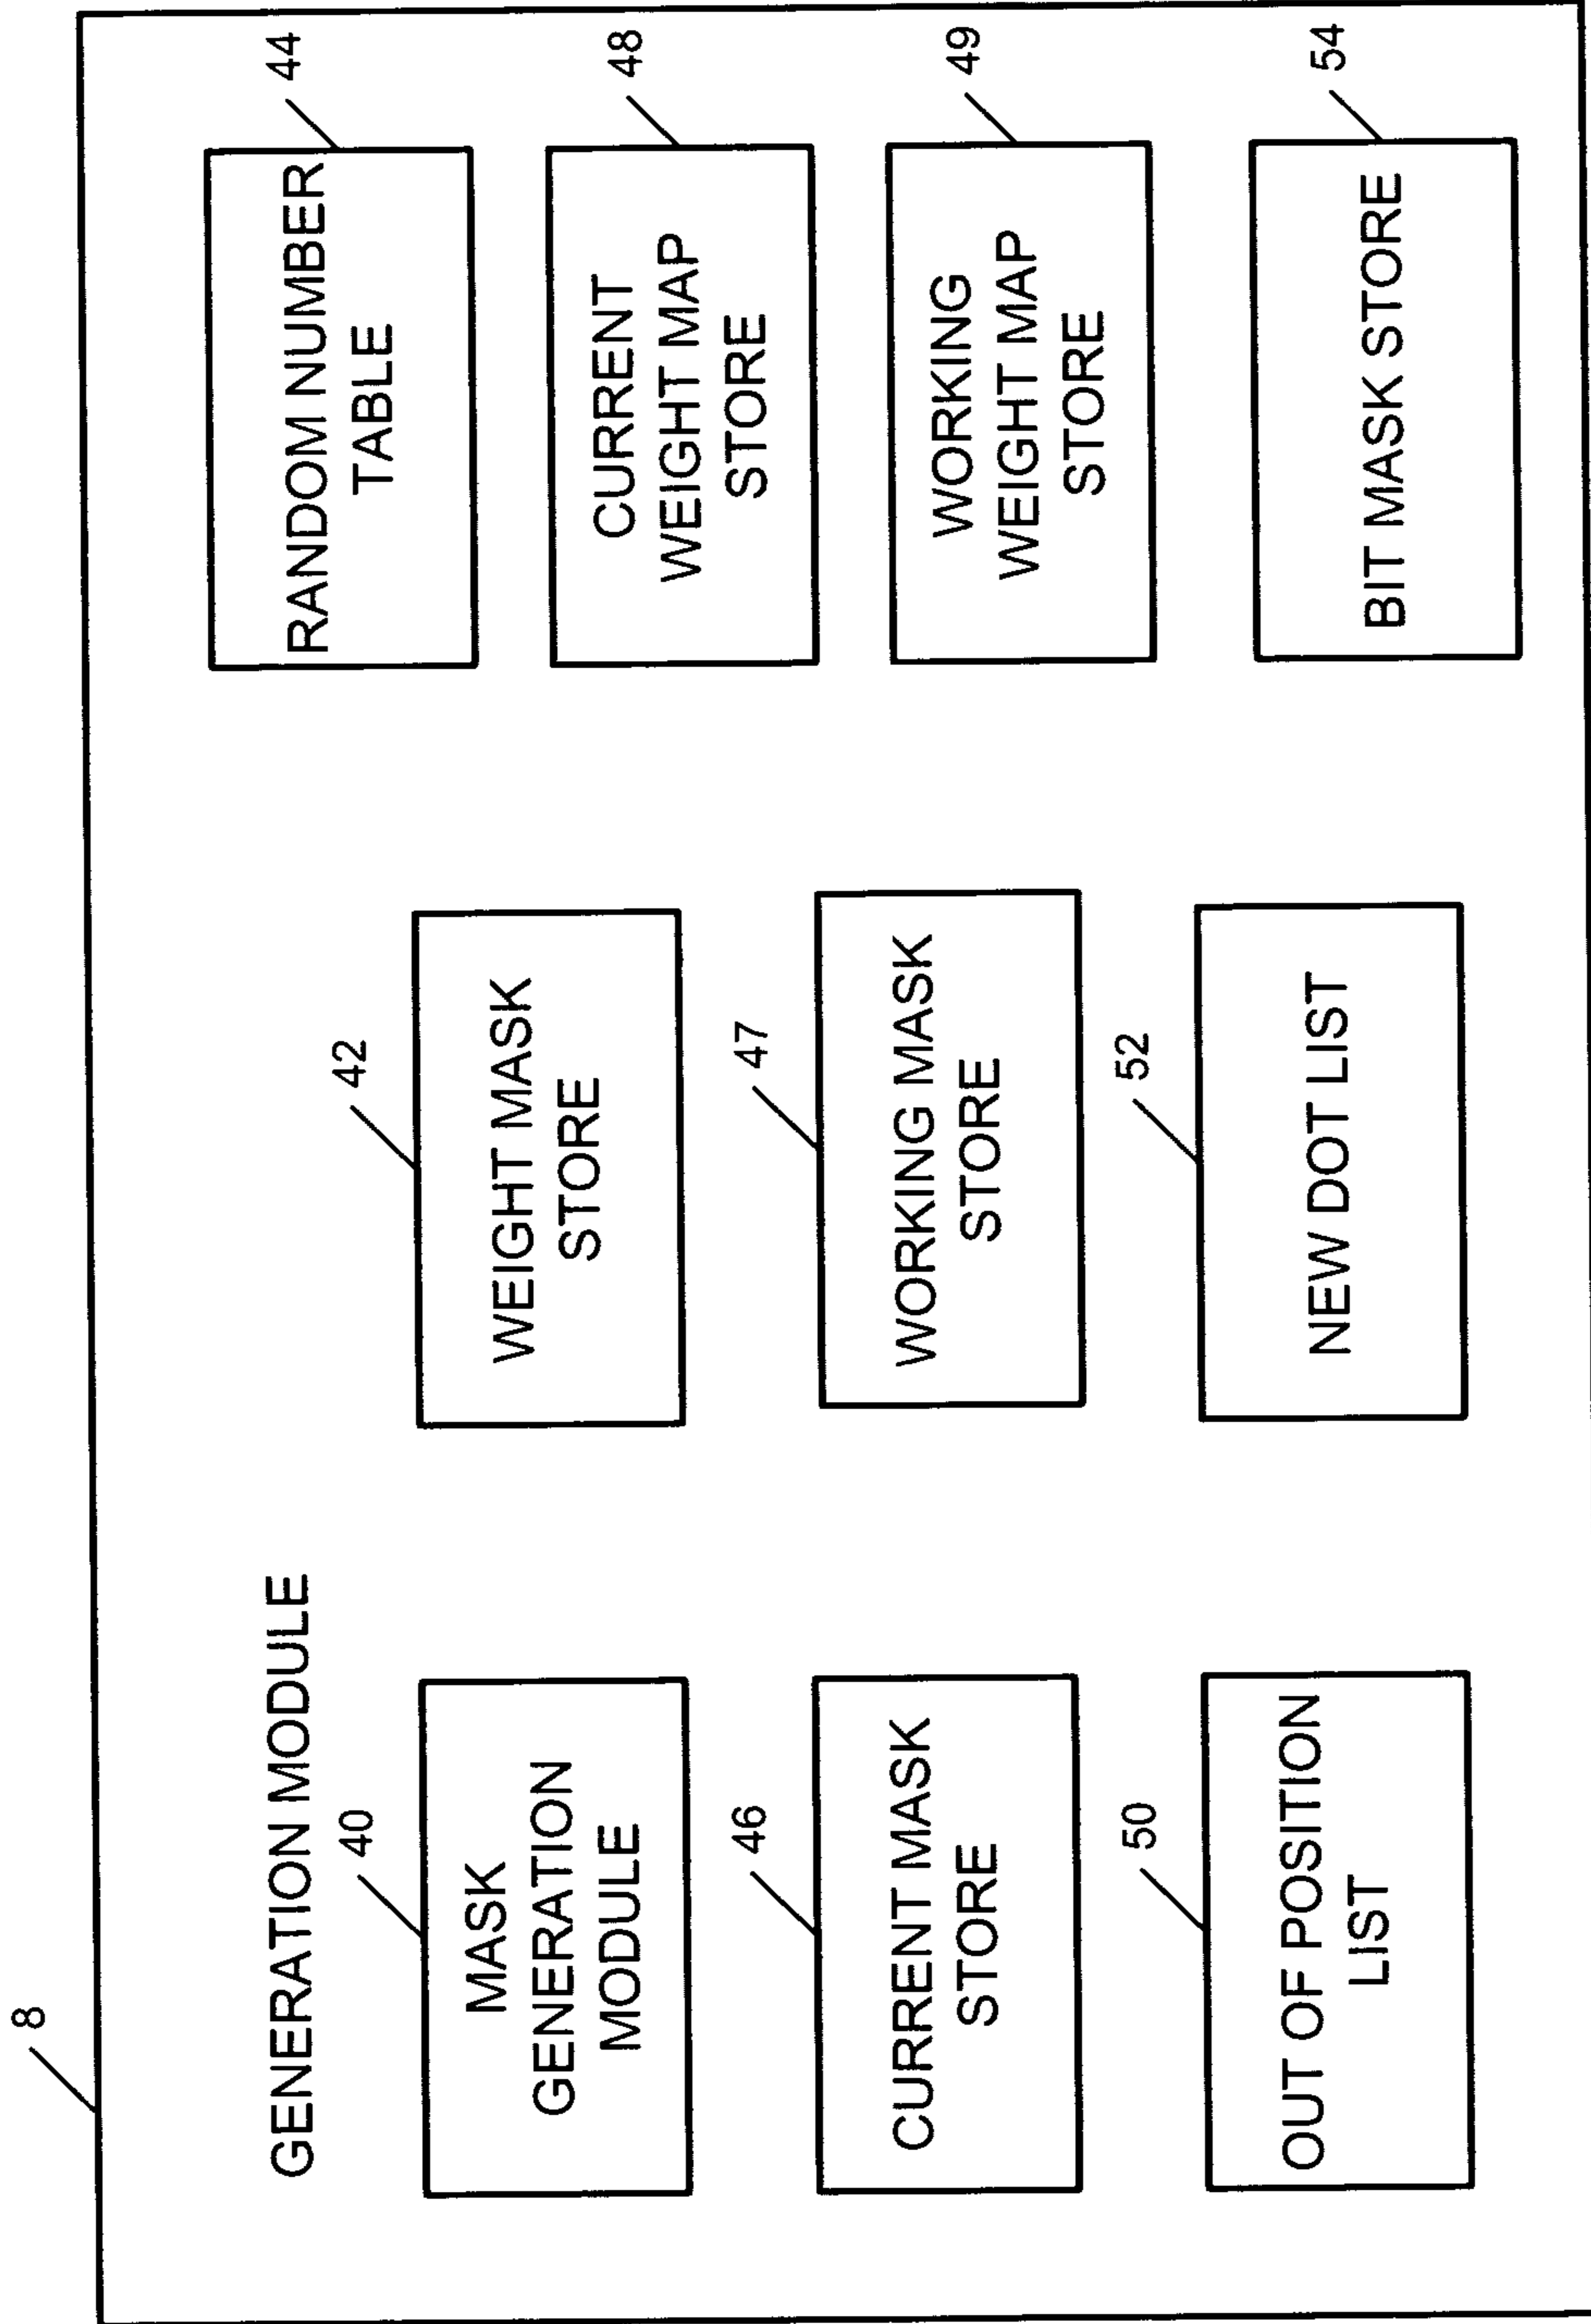 8
GENERATION MODULE
40
MASK
GENERATION
MODULE
42
WEIGHT MASK
STORE
44
RANDOM NUMBER
TABLE
46
CURRENT MASK
STORE
47
WORKING MASK
STORE
48
CURRENT
WEIGHT MAP
STORE
49
WORKING
WEIGHT MAP
STORE
50
OUT OF POSITION
LIST
52
NEW DOT LIST
54
BIT MASK STORE